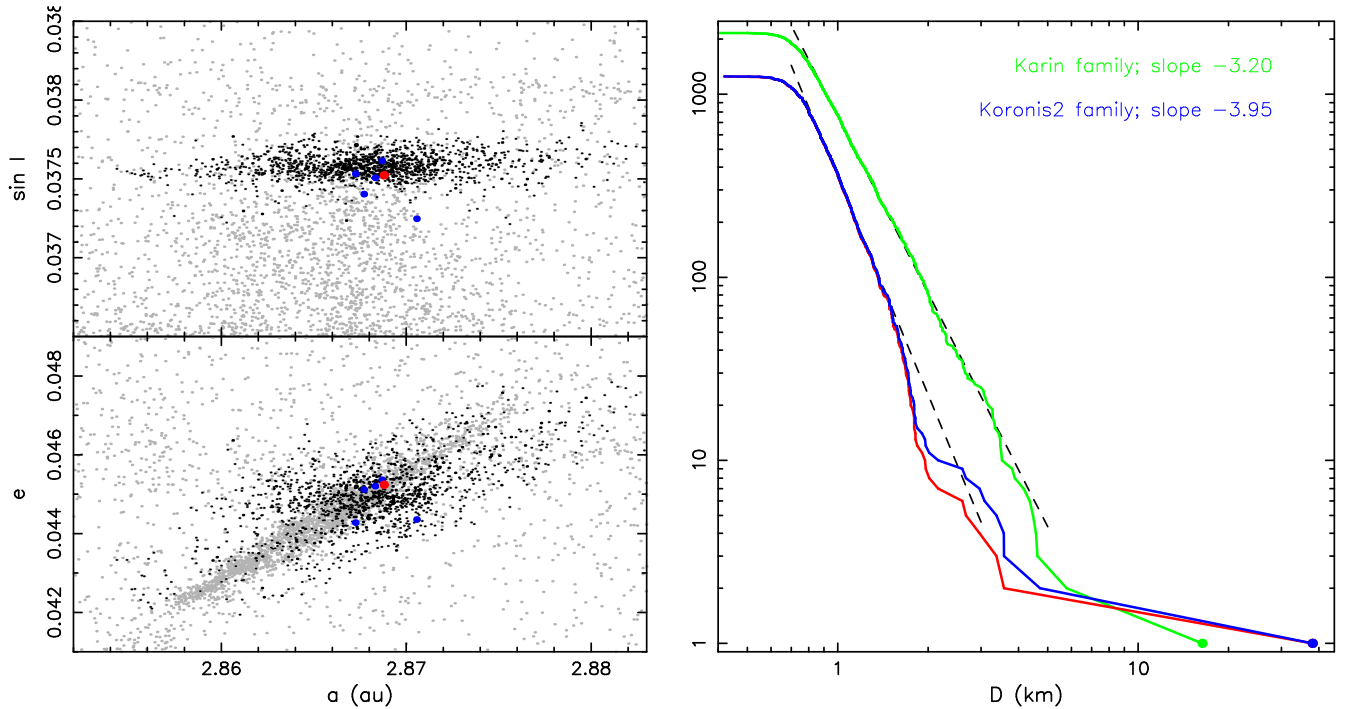 0.038
0.038
0.0375
0.037
sin I
0.048
0.046
0.044
0.042
e
2.86
2.87
2.88
a (au)
Karin family; slope −3.20
Koronis2 family; slope −3.95
1000
100
10
1
1
10
D (km)